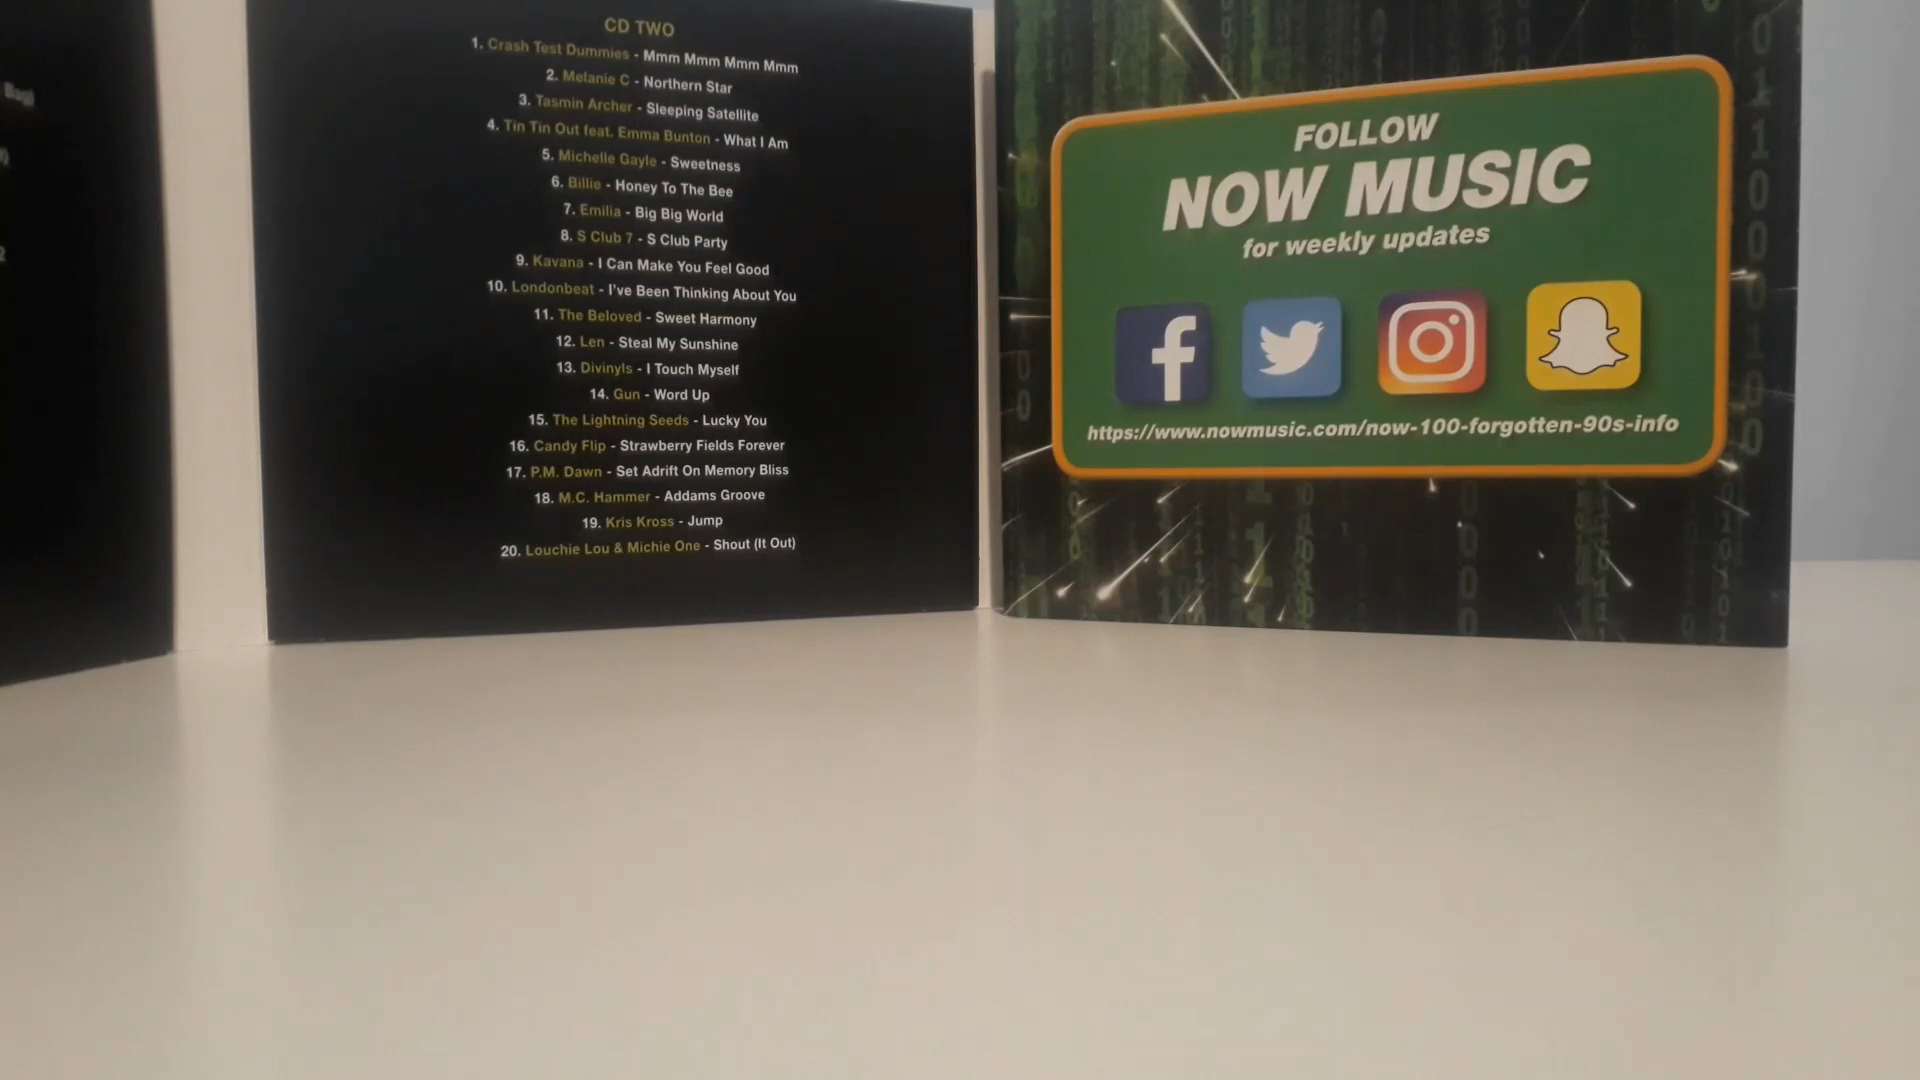 CD TWO
1. Crash Test Dummies - Mmm Mmm Mmm Mmm
2. Melanie C - Northern Star
3. Tasmin Archer - Sleeping Satellite
4. Tin Tin Out feat. Emma Bunton - What I Am
5. Michelle Gayle - Sweetness
6. Billie - Honey To The Bee
7. Emilia - Big Big World
8. S Club 7 - S Club Party
9. Kavana - I Can Make You Feel Good
10. Londonbeat - I've Been Thinking About You
11. The Beloved - Sweet Harmony
12. Len - Steal My Sunshine
13. Divinyls - I Touch Myself
14. Gun - Word Up
15. The Lightning Seeds - Lucky You
16. Candy Flip - Strawberry Fields Forever
17. P.M. Dawn - Set Adrift On Memory Bliss
18. M.C. Hammer - Addams Groove
19. Kris Kross - Jump
20. Louchie Lou & Michie One - Shout (It Out)
FOLLOW
NOW MUSIC
for weekly updates
https://www.nowmusic.com/now-100-forgotten-90s-info